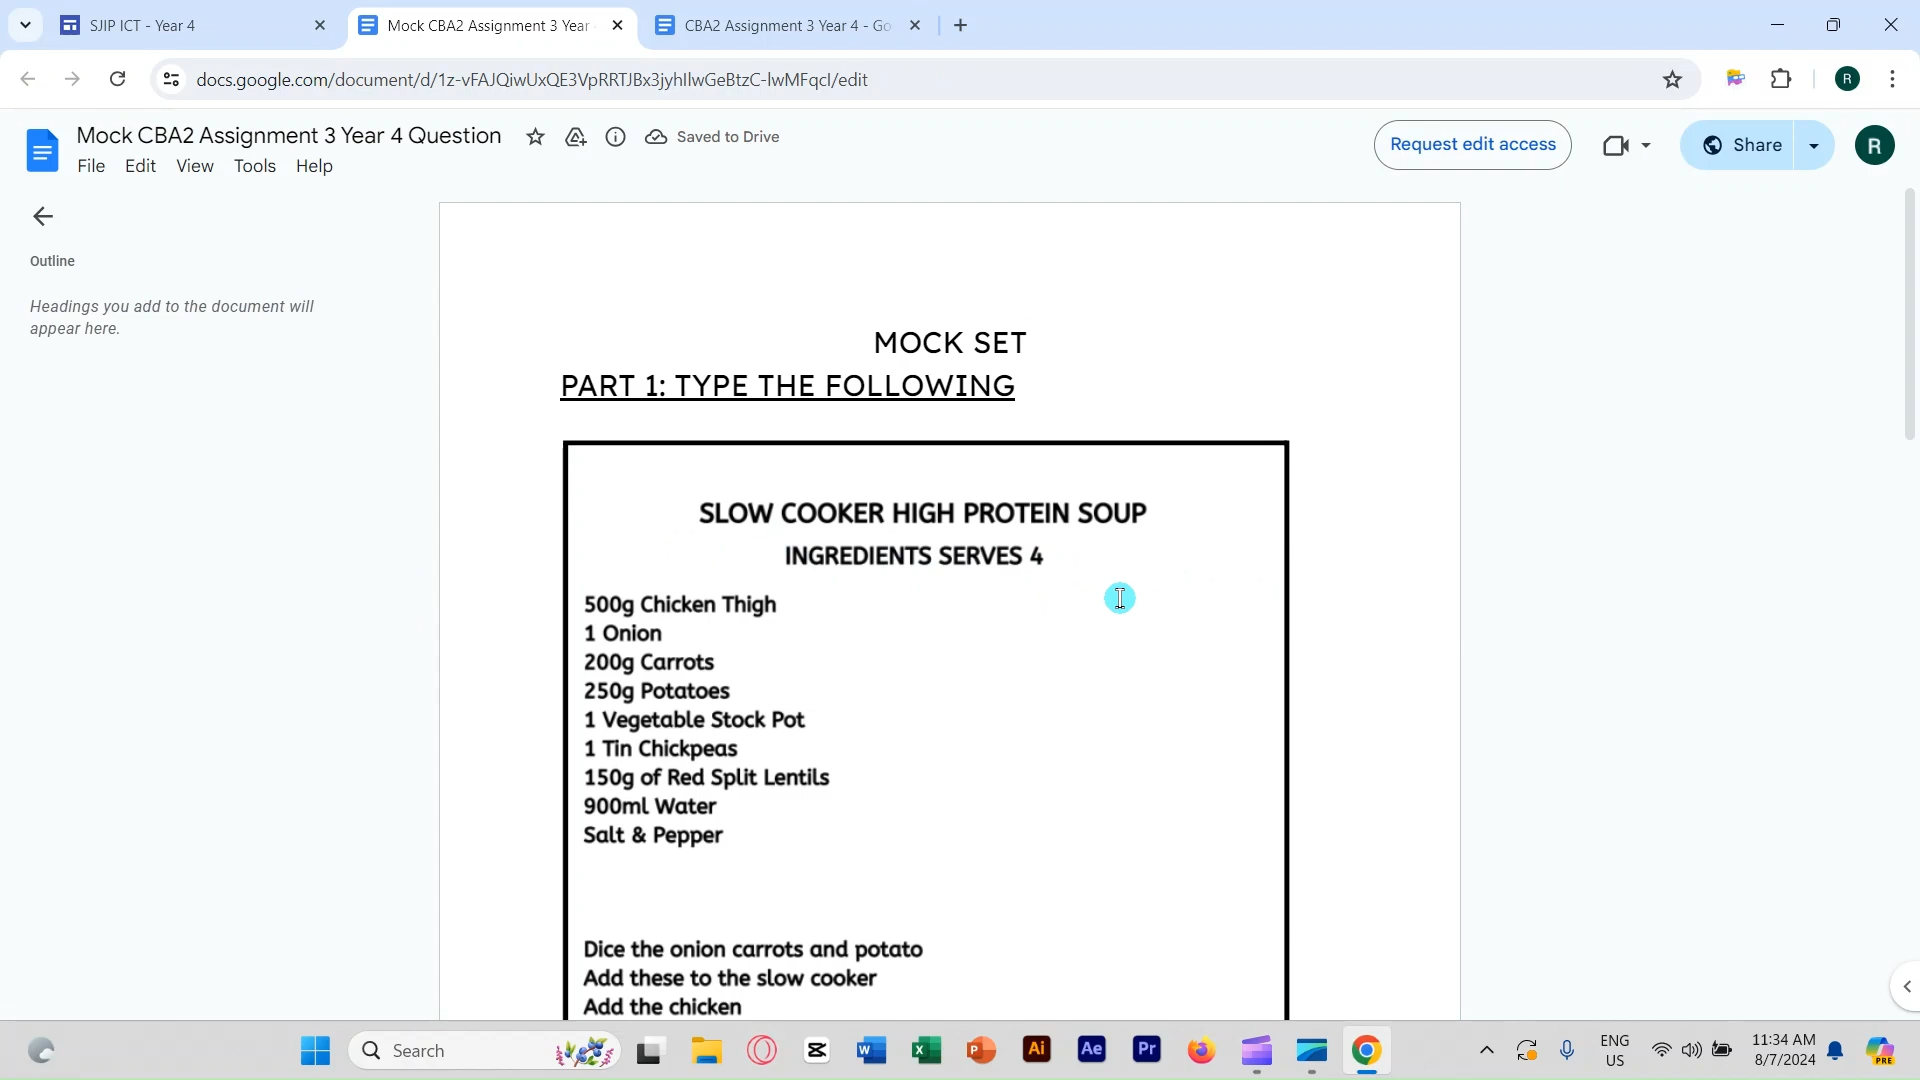 SJIP ICT - Year 4
Mock CBA2 Assignment 3 Year
CBA2 Assignment 3 Year 4 - Go
docs.google.com/document/d/1z-vFAJQiwUxQE3VpRRTJBx3jyhIlwGeBtzC-lwMFqcI/edit
R
Mock CBA2 Assignment 3 Year 4 Question
Saved to Drive
Request edit access
Share
R
File Edit View Tools Help
Outline
Headings you add to the document will
appear here.
MOCK SET
PART 1: TYPE THE FOLLOWING
SLOW COOKER HIGH PROTEIN SOUP
INGREDIENTS SERVES 4
500g Chicken Thigh
1 Onion
200g Carrots
250g Potatoes
1 Vegetable Stock Pot
1 Tin Chickpeas
150g of Red Split Lentils
900ml Water
Salt & Pepper
Dice the onion carrots and potato
Add these to the slow cooker
Add the chicken
Search
W
X
P
Ai
Ae
Pr
ENG
US
11:34 AM
8/7/2024
PRE